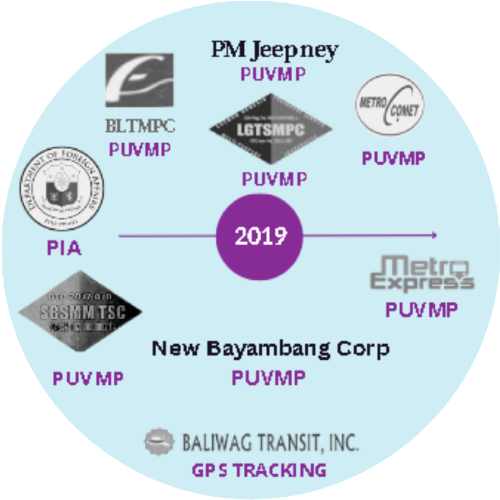 PM Jeepney
PUVMP
BLTMPC
PUVMP
LGTSMPC
PUVMP
METRO
COMET
PUVMP
DEPARTMENT OF FOREIGN AFFAIRS
PIA
2019
Metro
Express
PUVMP
SBSMM TSC
PUVMP
New Bayambang Corp
PUVMP
BALIWAG TRANSIT, INC.
GPS TRACKING